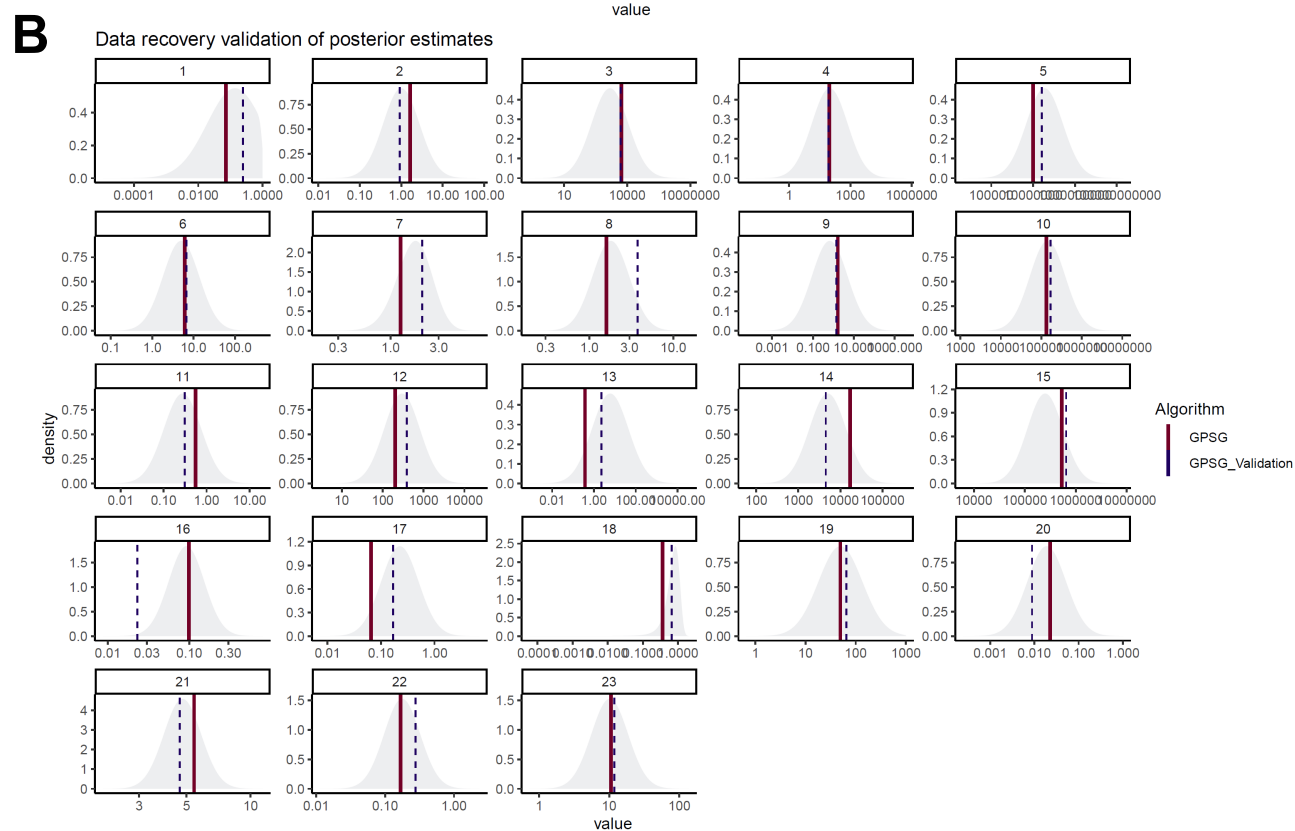 value
B
Data recovery validation of posterior estimates
1 2 3 4 5
0.4 0.2 0.0
0.75 0.50 0.25 0.00
0.4 0.3 0.2 0.1 0.0
0.4 0.3 0.2 0.1 0.0
0.4 0.3 0.2 0.1 0.0
0.0001 0.0100 1.0000 0.01 0.10 1.00 10.00 100.00 10 10000 10000000 1 1000 1000000
6 7 8 9 10
0.75 0.50 0.25 0.00
2.0 1.5 1.0 0.5 0.0
1.5 1.0 0.5 0.0
0.4 0.3 0.2 0.1 0.0
0.75 0.50 0.25 0.00
0.1 1.0 10.0 100.0 0.3 1.0 3.0 0.3 1.0 3.0 10.0 0.001 0.100 10.000 1000.000 1000
11 12 13 14 15
density
0.75 0.50 0.25 0.00
0.75 0.50 0.25 0.00
0.4 0.3 0.2 0.1 0.0
0.75 0.50 0.25 0.00
1.2 0.9 0.6 0.3 0.0
0.01 0.10 1.00 10.00 10 100 1000 10000 0.01 1.00 100 1000 10000 100000 10000
Algorithm
GPSG
GPSG_Validation
16 17 18 19 20
1.5 1.0 0.5 0.0
1.2 0.9 0.6 0.3 0.0
2.5 2.0 1.5 1.0 0.5 0.0
0.75 0.50 0.25 0.00
0.75 0.50 0.25 0.00
0.01 0.03 0.10 0.30 0.01 0.10 1.00 0.0001 0.0010 0.0100 0.1000 1.0000 1 10 100 1000 0.001 0.010 0.100 1.000
21 22 23
4 3 2 1 0
1.5 1.0 0.5 0.0
1.5 1.0 0.5 0.0
3 5 10 0.01 0.10 1.00 1 10 100
value